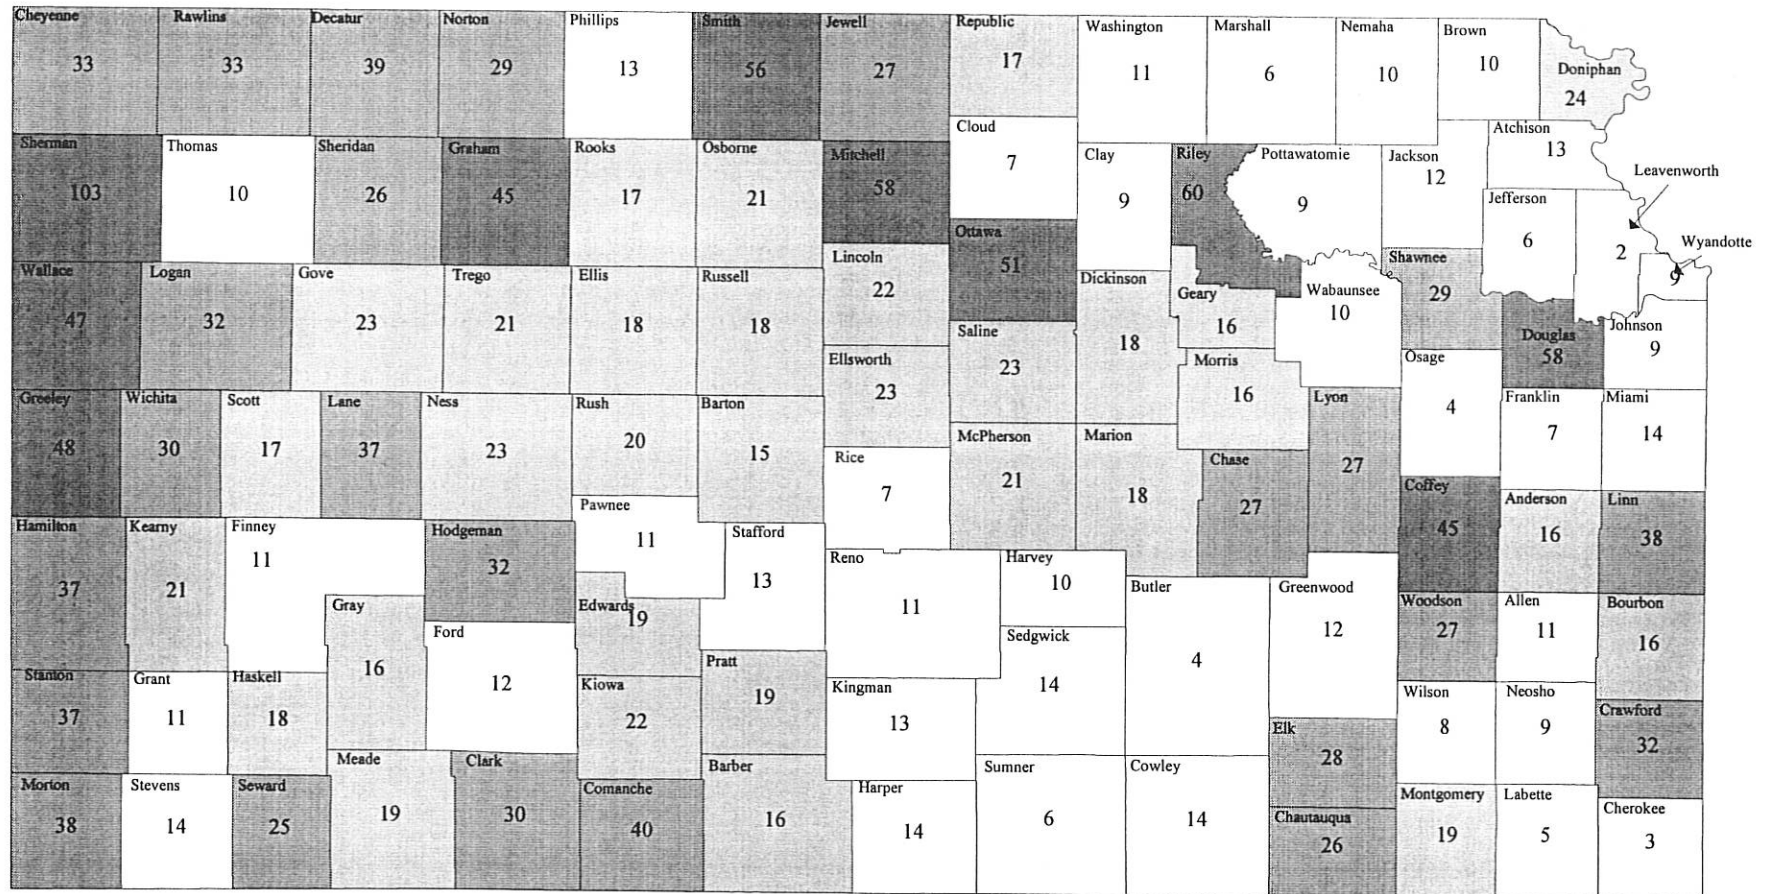 Cheyenne
33
Rawlins
33
Decatur
39
Norton
29
Phillips
13
Smith
56
Jewell
27
Republic
17
Washington
11
Marshall
6
Nemaha
10
Brown
10
Doniphan
24
Sherman
103
Thomas
10
Sheridan
26
Graham
45
Rooks
17
Osborne
21
Mitchell
58
Cloud
7
Clay
9
Riley
60
Pottawatomie
9
Jackson
12
Atchison
13
Leavenworth
2
Jefferson
6
Wyandotte
9
Wallace
47
Logan
32
Gove
23
Trego
21
Ellis
18
Russell
18
Lincoln
22
Ottawa
51
Dickinson
18
Geary
16
Wabaunsee
10
Shawnee
29
Douglas
58
Johnson
9
Saline
23
Ellsworth
23
Morris
16
Osage
4
Greeley
48
Wichita
30
Scott
17
Lane
37
Ness
23
Rush
20
Barton
15
Rice
7
McPherson
21
Marion
18
Chase
27
Lyon
27
Franklin
7
Miami
14
Coffey
45
Anderson
16
Linn
38
Hamilton
37
Kearny
21
Finney
11
Hodgeman
32
Pawnee
11
Stafford
13
Reno
11
Harvey
10
Butler
4
Greenwood
12
Woodson
27
Allen
11
Bourbon
16
Gray
16
Ford
12
Edwards
19
Sedgwick
14
Stanton
37
Grant
11
Haskell
18
Kiowa
22
Pratt
19
Kingman
13
Wilson
8
Neosho
9
Crawford
32
Elk
28
Morton
38
Stevens
14
Seward
25
Meade
19
Clark
30
Comanche
40
Barber
16
Harper
14
Sumner
6
Cowley
14
Chautauqua
26
Montgomery
19
Labette
5
Cherokee
3